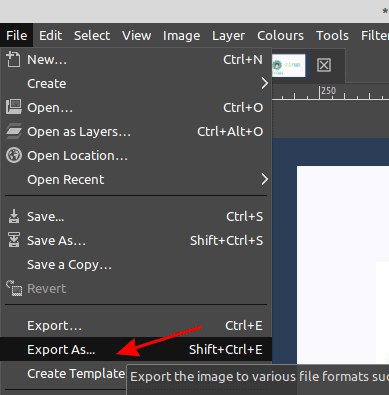 *
File Edit Select View Image Layer Colours Tools Filter
New... Ctrl+N
Create
250
Open... Ctrl+O
Open as Layers... Ctrl+Alt+O
Open Location...
Open Recent
Save... Ctrl+S
Save As... Shift+Ctrl+S
Save a Copy...
Revert
Export... Ctrl+E
Export As... Shift+Ctrl+E
Create Template
Export the image to various file formats suc